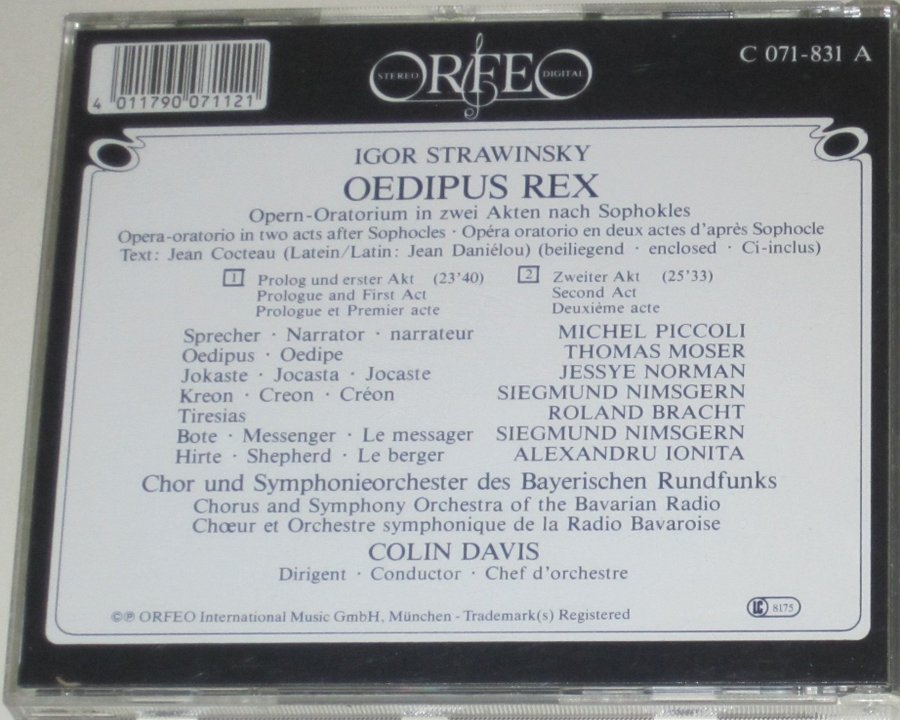 C 071-831 A
STEREO ORFEO DIGITAL
4 011790 071121
IGOR STRAWINSKY
OEDIPUS REX
Opern-Oratorium in zwei Akten nach Sophokles
Opera-oratorio in two acts after Sophocles · Opéra oratorio en deux actes d'après Sophocle
Text: Jean Cocteau (Latein/Latin: Jean Daniélou) (beiliegend · enclosed · Ci-inclus)
1 Prolog und erster Akt (23'40)
Prologue and First Act
Prologue et Premier acte
2 Zweiter Akt (25'33)
Second Act
Deuxième acte
Sprecher · Narrator · narrateur MICHEL PICCOLI
Oedipus · Oedipe THOMAS MOSER
Jokaste · Jocasta · Jocaste JESSYE NORMAN
Kreon · Creon · Créon SIEGMUND NIMSGERN
Tiresias ROLAND BRACHT
Bote · Messenger · Le messager SIEGMUND NIMSGERN
Hirte · Shepherd · Le berger ALEXANDRU IONITA
Chor und Symphonieorchester des Bayerischen Rundfunks
Chorus and Symphony Orchestra of the Bavarian Radio
Chœur et Orchestre symphonique de la Radio Bavaroise
COLIN DAVIS
Dirigent · Conductor · Chef d'orchestre
©℗ ORFEO International Music GmbH, München - Trademark(s) Registered
LC 8175